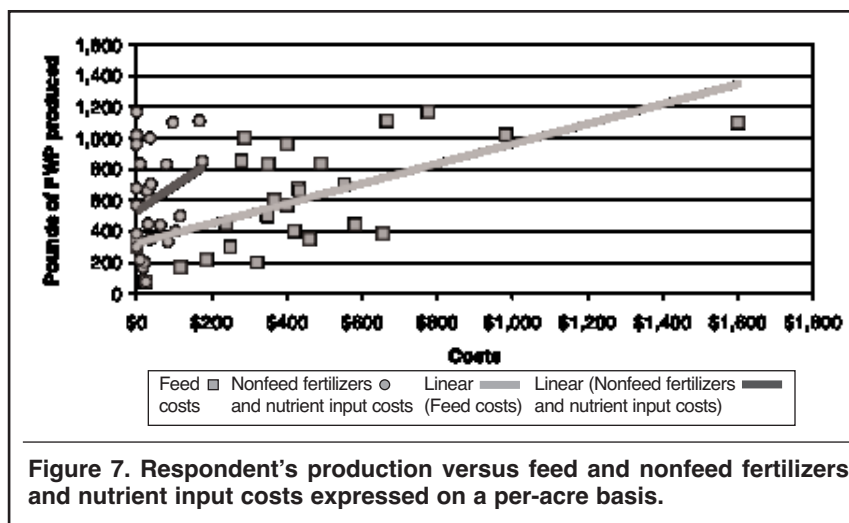 1,600
1,400
1,200
1,000
800
600
400
200
0
Pounds of FWP produced
$0 $200 $400 $600 $800 $1,000 $1,200 $1,400 $1,600 $1,800
Costs
Feed Nonfeed fertilizers Linear Linear (Nonfeed fertilizers
costs and nutrient input costs (Feed costs) and nutrient input costs)
Figure 7. Respondent's production versus feed and nonfeed fertilizers
and nutrient input costs expressed on a per-acre basis.